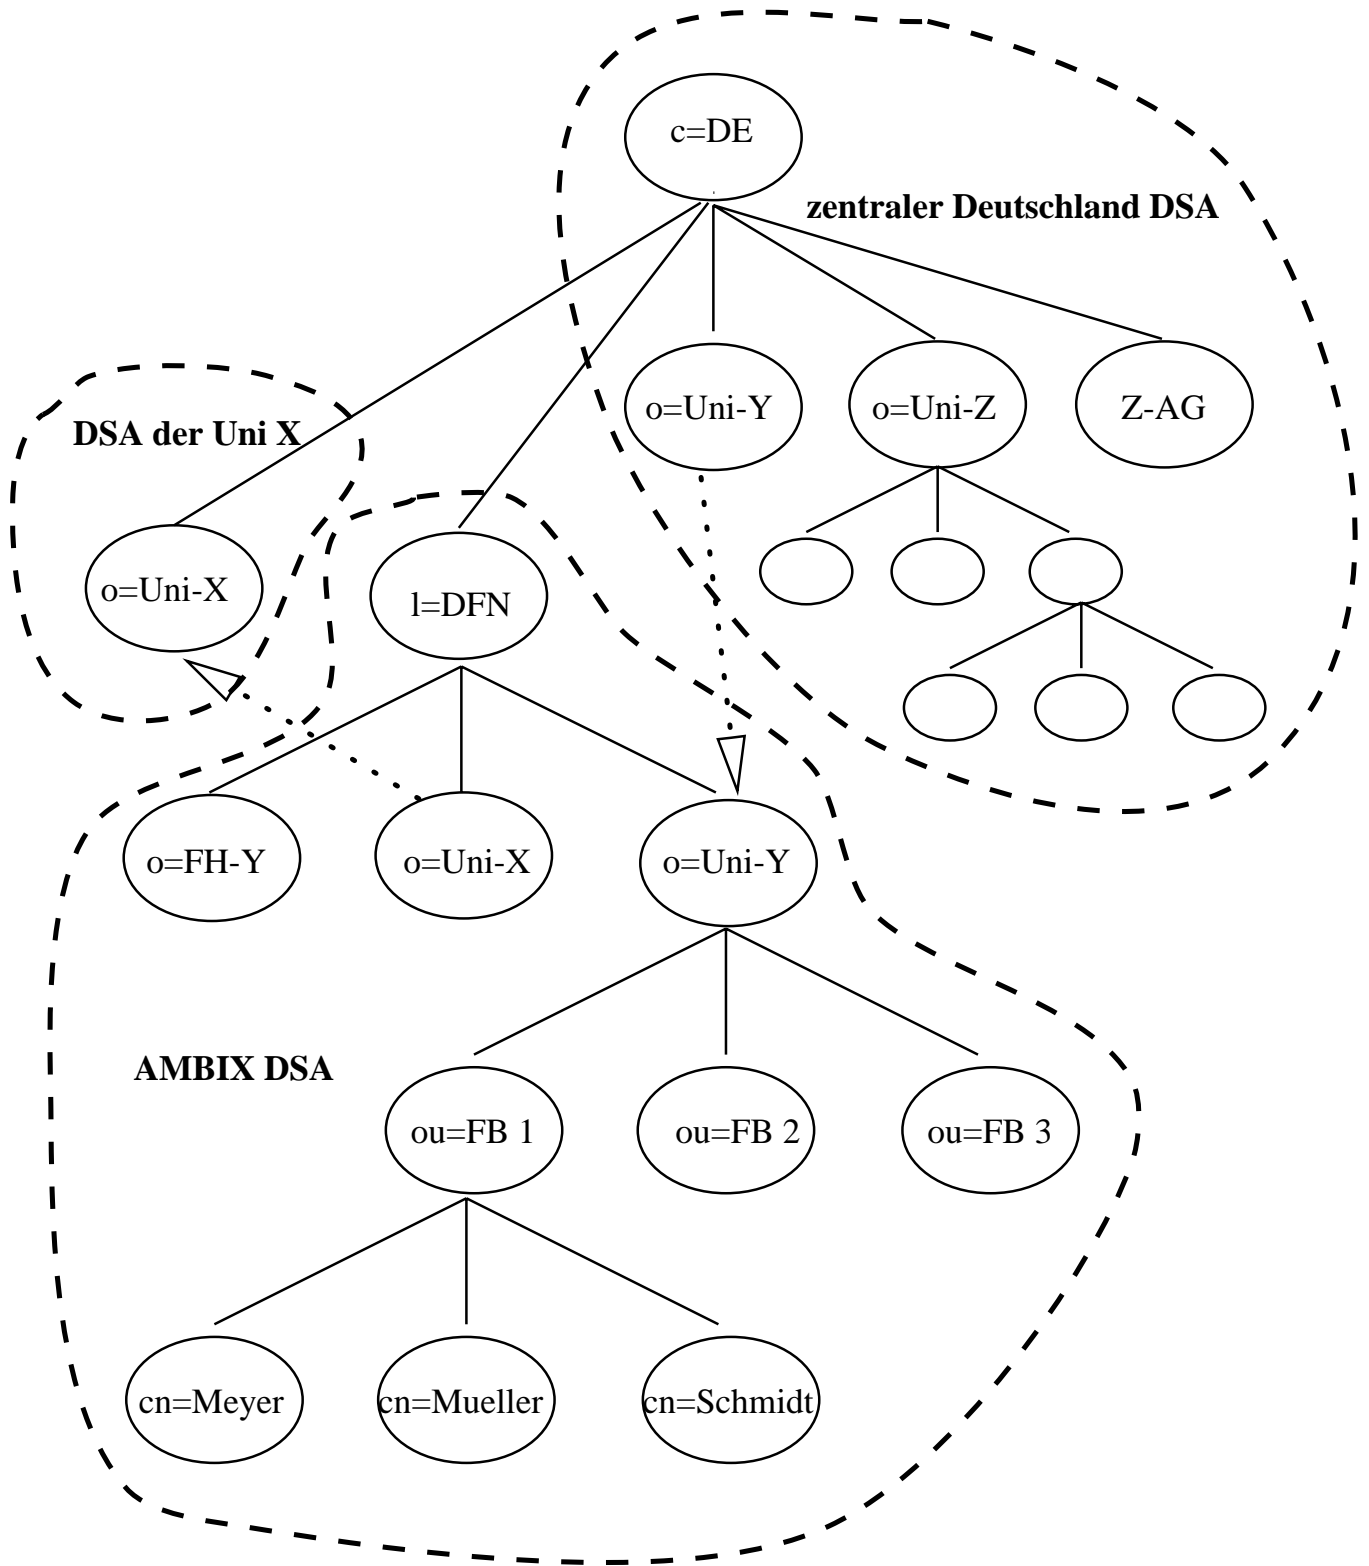 c=DE
zentraler Deutschland DSA
o=Uni-Y
o=Uni-Z
Z-AG
DSA der Uni X
o=Uni-X
l=DFN
o=FH-Y
o=Uni-X
o=Uni-Y
AMBIX DSA
ou=FB 1
ou=FB 2
ou=FB 3
cn=Meyer
cn=Mueller
cn=Schmidt